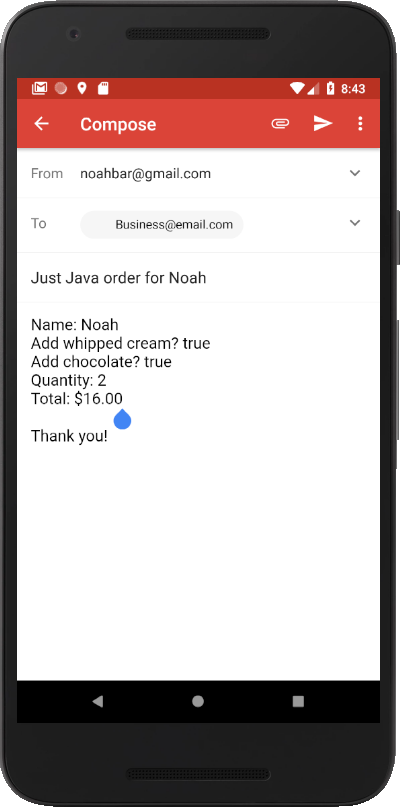 8:43
Compose
From noahbar@gmail.com
To Business@email.com
Just Java order for Noah
Name: Noah
Add whipped cream? true
Add chocolate? true
Quantity: 2
Total: $16.00
Thank you!